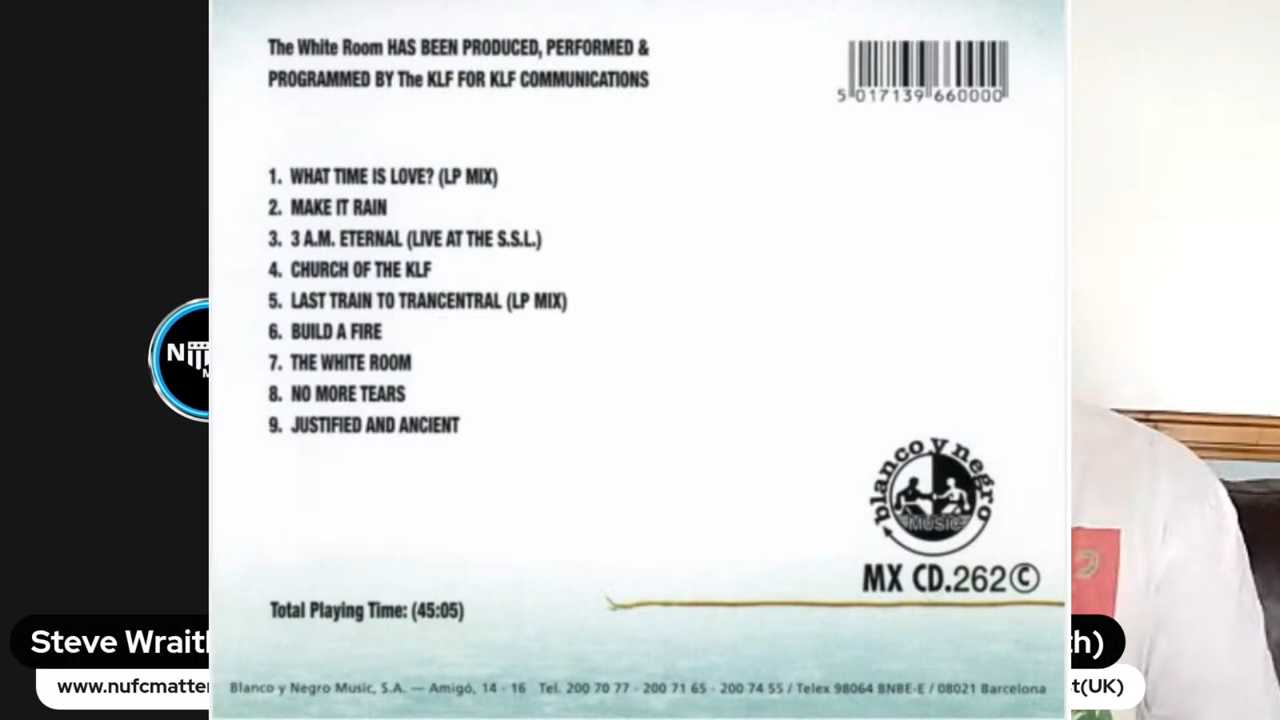 The White Room HAS BEEN PRODUCED, PERFORMED &
PROGRAMMED BY The KLF FOR KLF COMMUNICATIONS
5 017139 660000
1. WHAT TIME IS LOVE? (LP MIX)
2. MAKE IT RAIN
3. 3 A.M. ETERNAL (LIVE AT THE S.S.L.)
4. CHURCH OF THE KLF
5. LAST TRAIN TO TRANCENTRAL (LP MIX)
6. BUILD A FIRE
7. THE WHITE ROOM
8. NO MORE TEARS
9. JUSTIFIED AND ANCIENT
blanco y negro
MUSIC
MX CD.262©
Total Playing Time: (45:05)
Steve Wrait
th)
www.nufcmatter
t(UK)
Blanco y Negro Music, S.A. — Amigó, 14 - 16 Tel. 200 70 77 - 200 71 65 - 200 74 55 / Telex 98064 BNBE-E / 08021 Barcelona